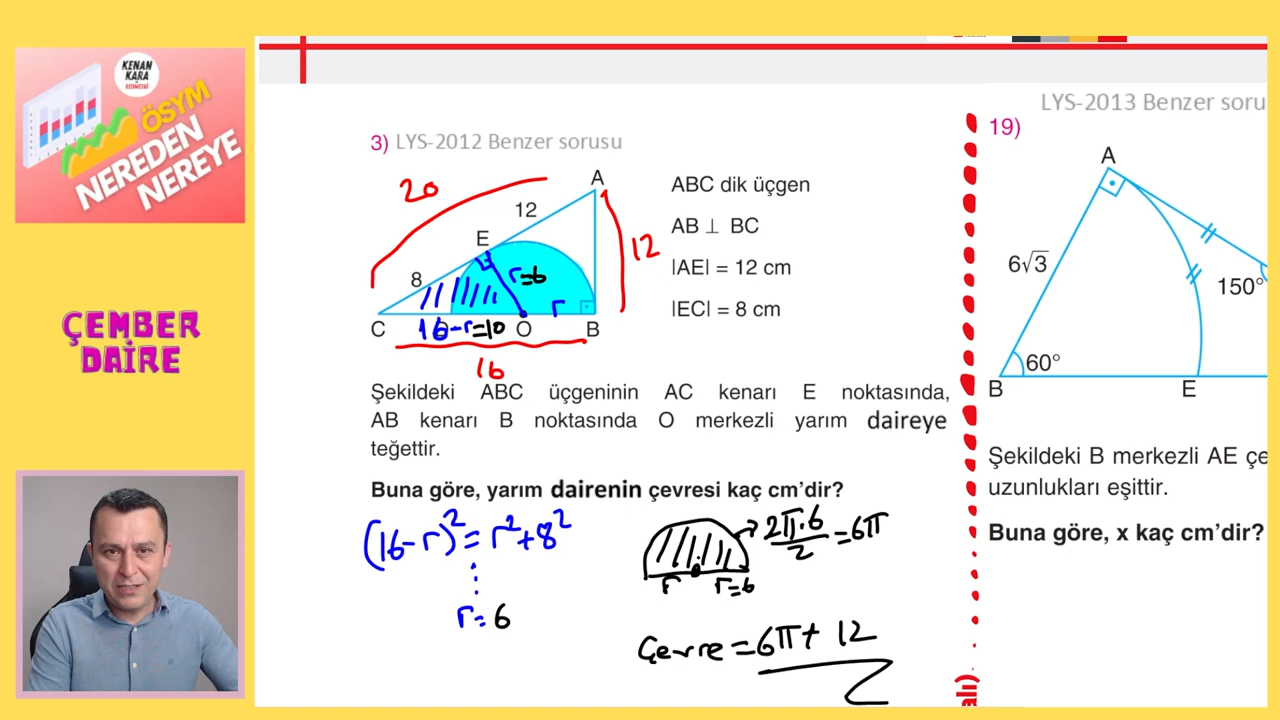 KENAN
KARA
ÖSYM
NEREDEN
NEREYE
ÇEMBER
DAİRE
3) LYS-2012 Benzer sorusu
20
A
12
E
12
r=6
8
r
C
16-r=10
O
B
16
ABC dik üçgen
AB ⊥ BC
|AE| = 12 cm
|EC| = 8 cm
Şekildeki ABC üçgeninin AC kenarı E noktasında,
AB kenarı B noktasında O merkezli yarım daireye
teğettir.
Buna göre, yarım dairenin çevresi kaç cm'dir?
(16-r)² = r²+8²
r=6
2π.6/2 = 6π
r r=6
Çevre = 6π+ 12
LYS-2013 Benzer soru
19)
A
6√3
150°
60°
B
E
Şekildeki B merkezli AE çe
uzunlukları eşittir.
Buna göre, x kaç cm'dir?
alı)